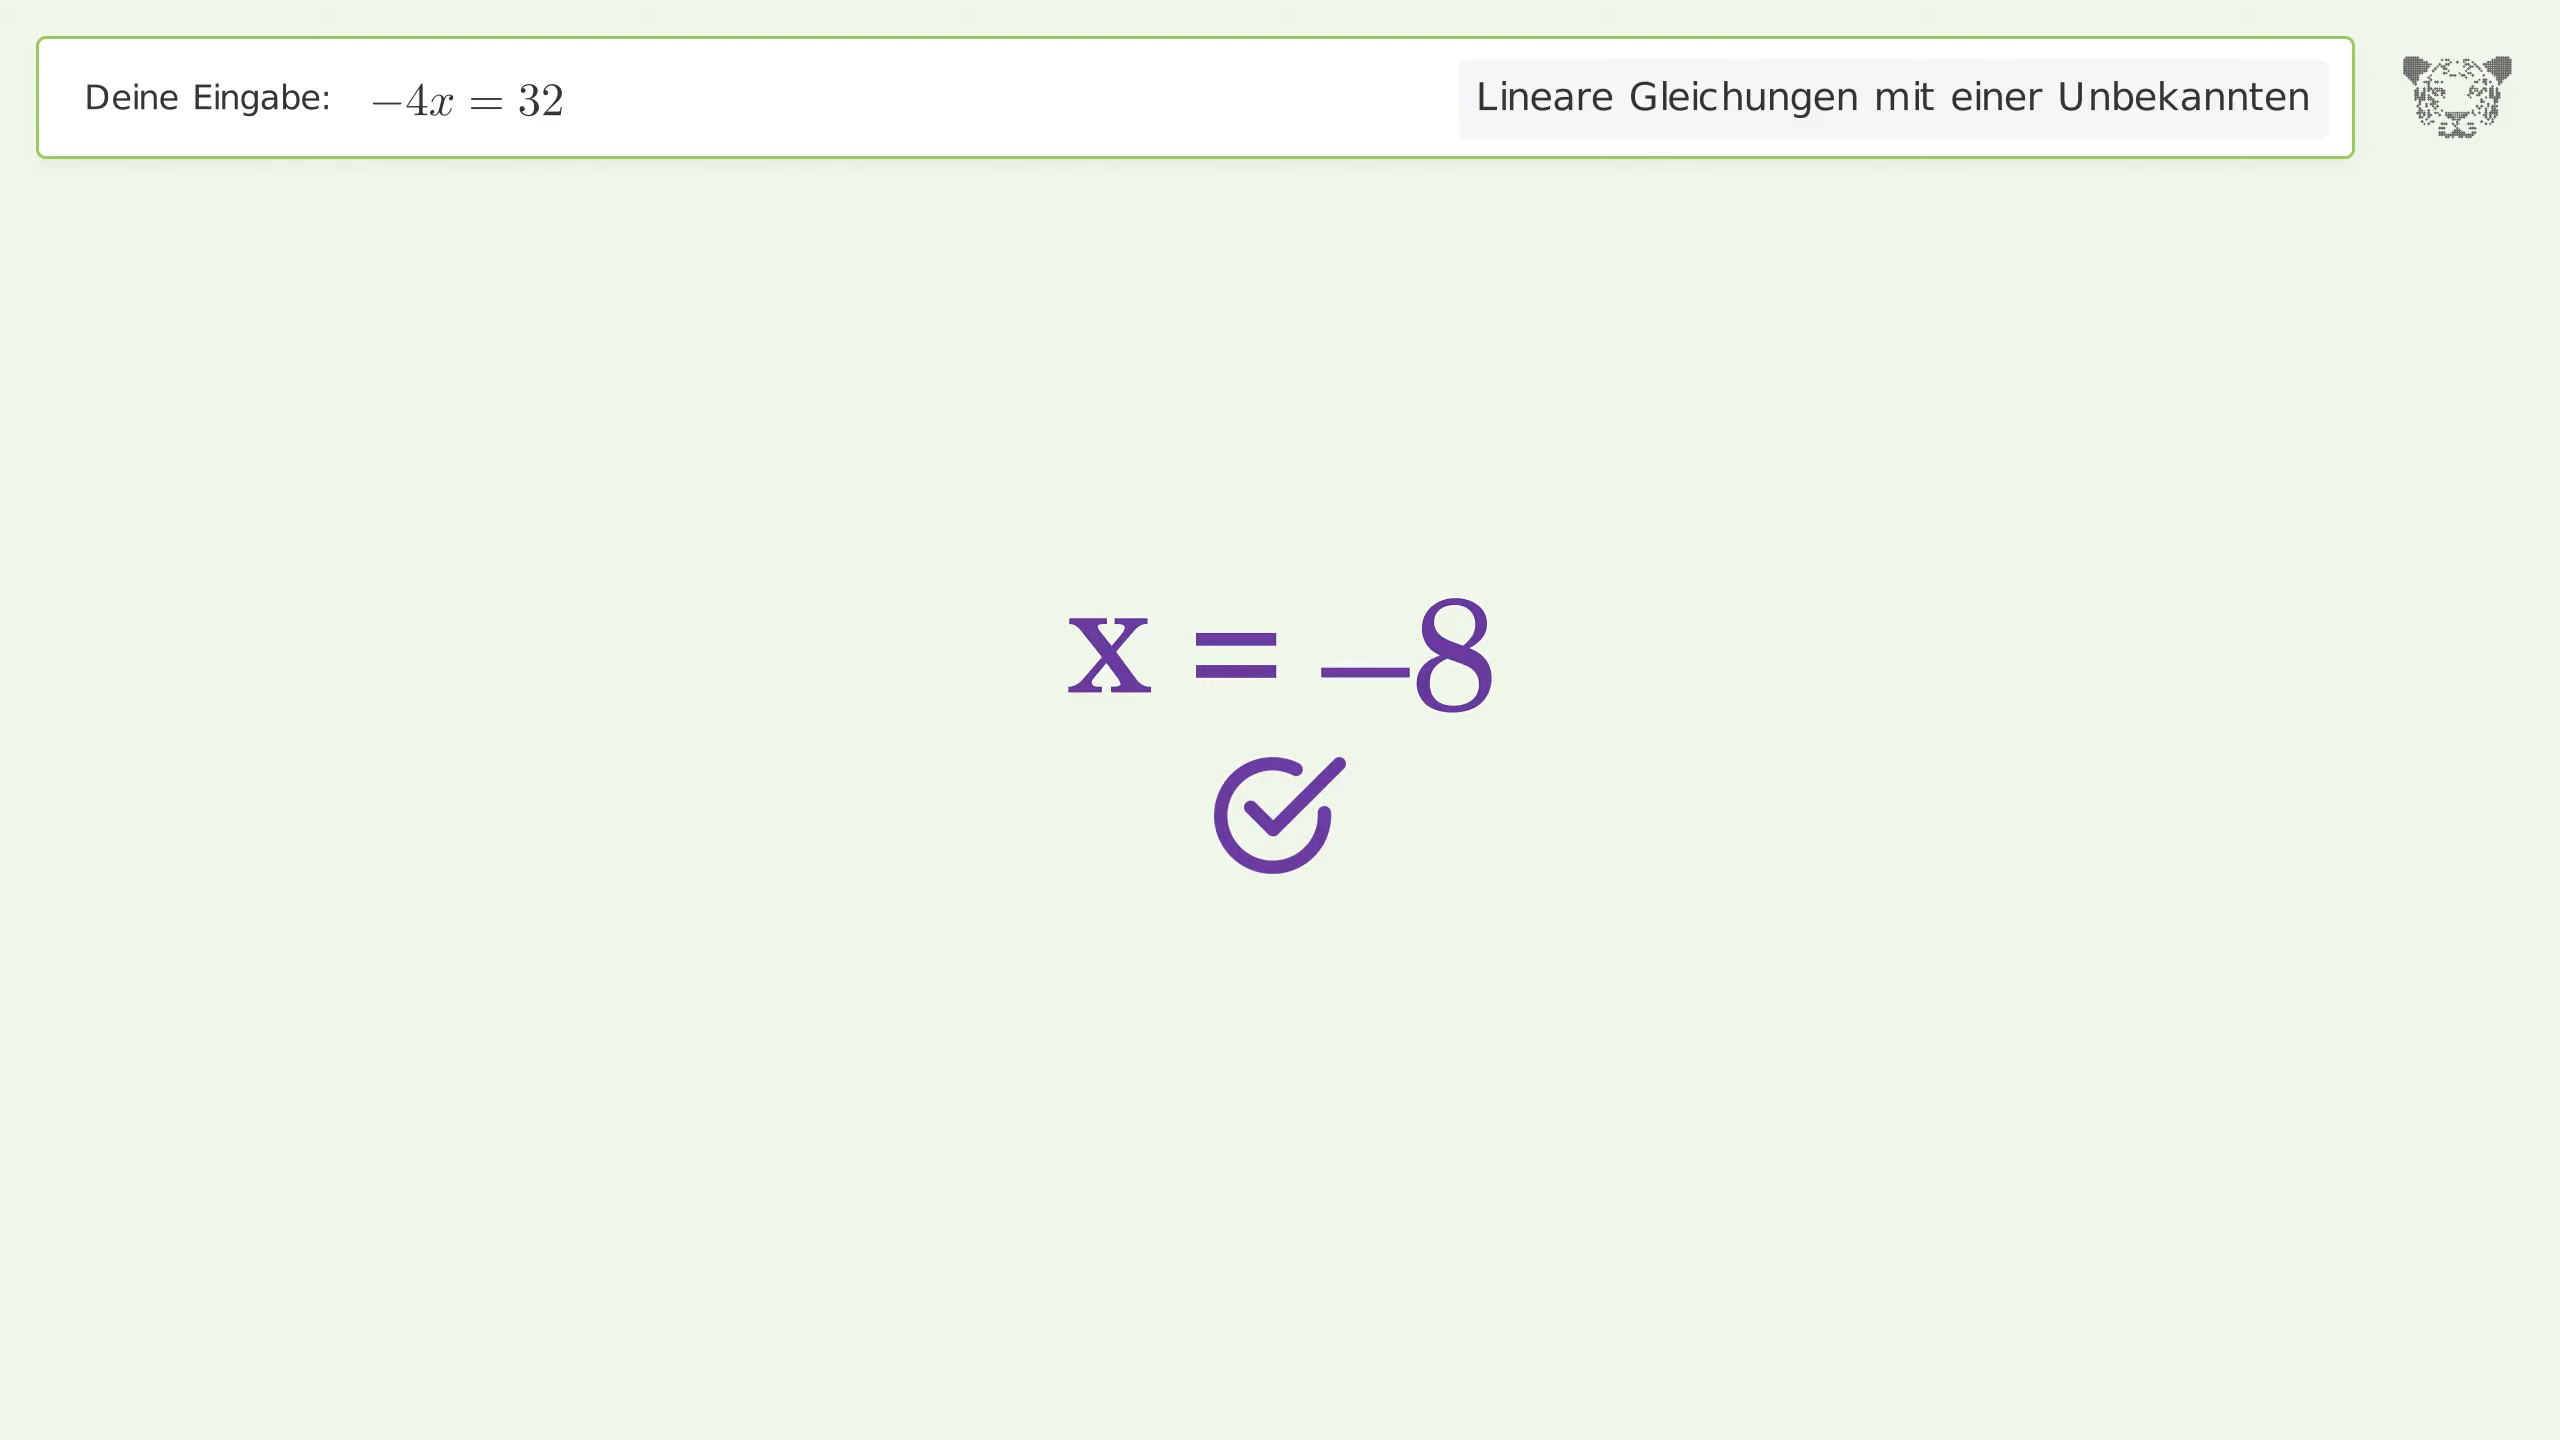 Deine Eingabe: −4x = 32
Lineare Gleichungen mit einer Unbekannten
x = −8